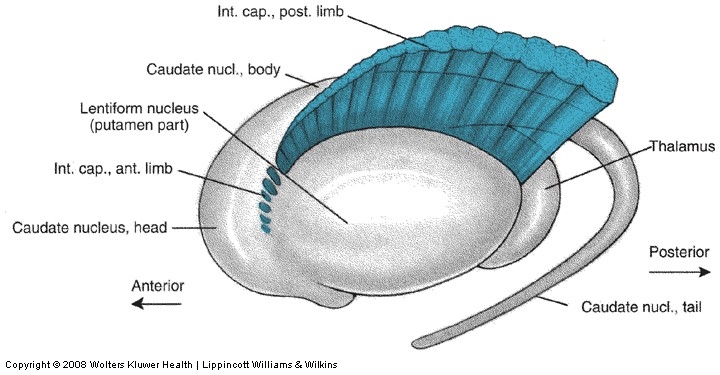 Int. cap., post. limb
Caudate nucl., body
Lentiform nucleus
(putamen part)
Int. cap., ant. limb
Thalamus
Caudate nucleus, head
Posterior
Anterior
Caudate nucl., tail
Copyright © 2008 Wolters Kluwer Health | Lippincott Williams & Wilkins